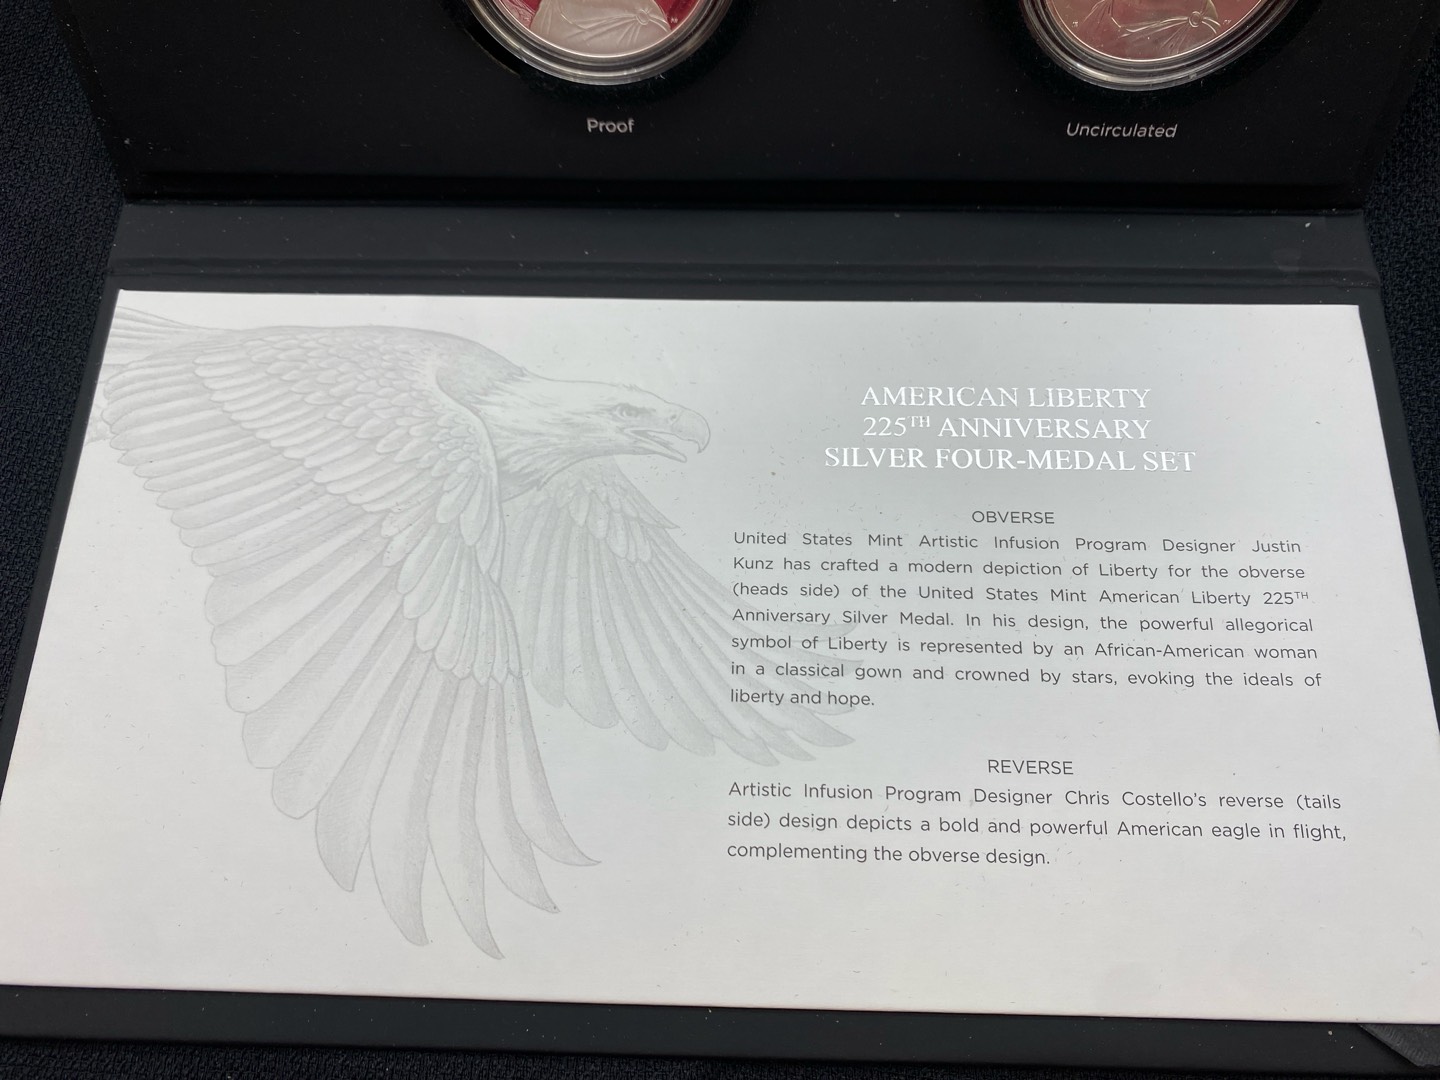 Proof
Uncirculated
AMERICAN LIBERTY
225TH ANNIVERSARY
SILVER FOUR-MEDAL SET
OBVERSE
United States Mint Artistic Infusion Program Designer Justin
Kunz has crafted a modern depiction of Liberty for the obverse
(heads side) of the United States Mint American Liberty 225TH
Anniversary Silver Medal. In his design, the powerful allegorical
symbol of Liberty is represented by an African-American woman
in a classical gown and crowned by stars, evoking the ideals of
liberty and hope.
REVERSE
Artistic Infusion Program Designer Chris Costello's reverse (tails
side) design depicts a bold and powerful American eagle in flight,
complementing the obverse design.